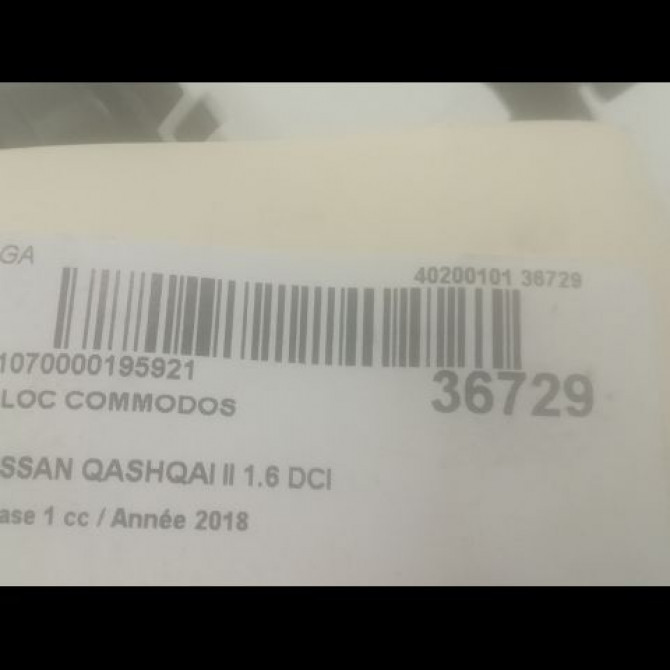 GA
40200101 36729
1070000195921
36729
LOC COMMODOS
SSAN QASHQAI II 1.6 DCI
ase 1 cc / Année 2018